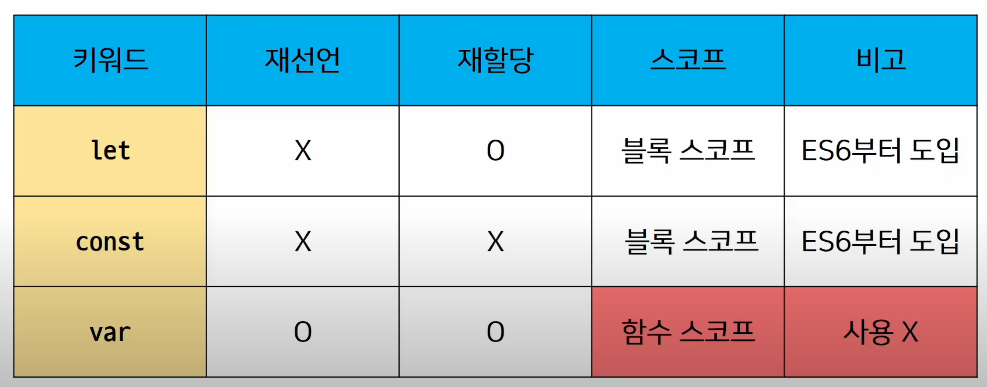 키워드 재선언 재할당 스코프 비고
let X O 블록 스코프 ES6부터 도입
const X X 블록 스코프 ES6부터 도입
var O O 함수 스코프 사용 X